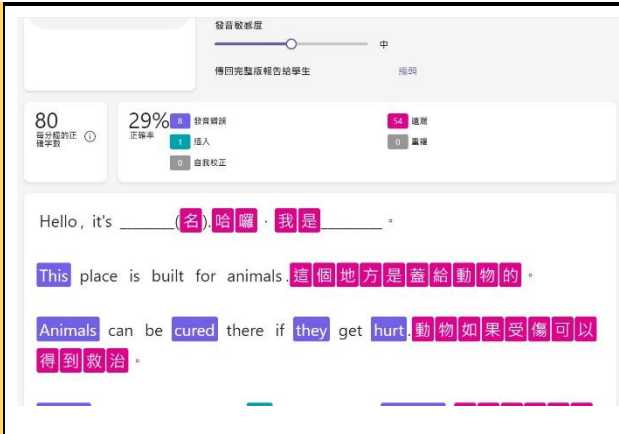 發音敏感度
中
傳回完整版報告給學生
80
每分鐘的正
確字數
29%
正確率
8 發音錯誤
1 插入
0 自我校正
54 遺漏
0 重複
Hello, it's _______(名).哈囉,我是________。
This place is built for animals.這個地方是蓋給動物的。
Animals can be cured there if they get hurt.動物如果受傷可以
得到救治。